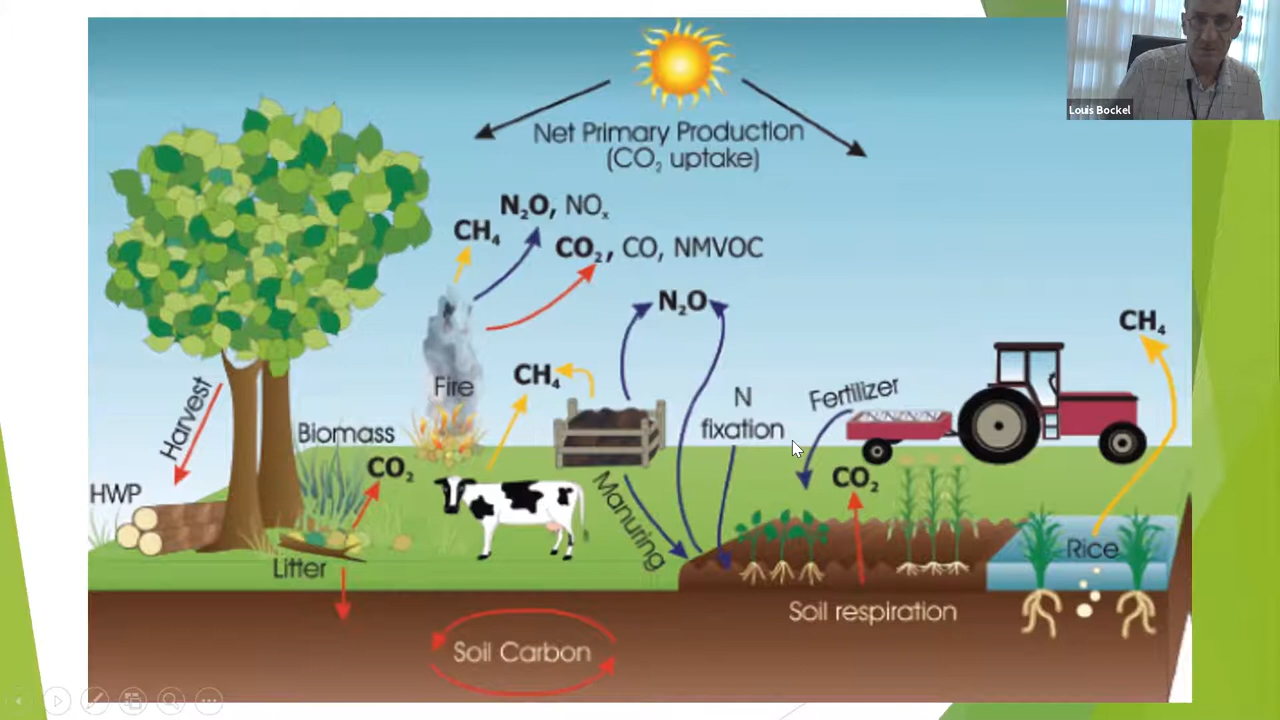 Louis Bockel
Net Primary Production
(CO₂ uptake)
N₂O, NOₓ
CH₄
CO₂, CO, NMVOC
N₂O
CH₄
Fire
CH₄
Harvest
Fertilizer
N
fixation
Biomass
CO₂
CO₂
HWP
Manuring
Rice
Litter
Soil respiration
Soil Carbon